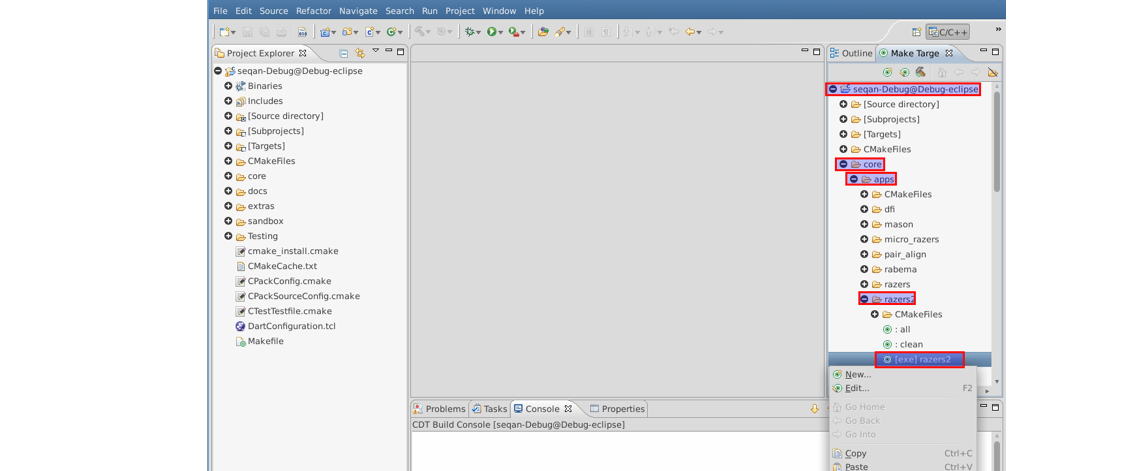 File Edit Source Refactor Navigate Search Run Project Window Help
C/C++
»
Project Explorer
seqan-Debug@Debug-eclipse
Binaries
Includes
[Source directory]
[Subprojects]
[Targets]
CMakeFiles
core
docs
extras
sandbox
Testing
cmake_install.cmake
CMakeCache.txt
CPackConfig.cmake
CPackSourceConfig.cmake
CTestTestfile.cmake
DartConfiguration.tcl
Makefile
Outline Make Targe
seqan-Debug@Debug-eclipse
[Source directory]
[Subprojects]
[Targets]
CMakeFiles
core
apps
CMakeFiles
dfi
mason
micro_razers
pair_align
rabema
razers
razers2
CMakeFiles
: all
: clean
[exe] razers2
New...
Edit... F2
Go Home
Go Back
Go Into
Copy Ctrl+C
Paste Ctrl+V
Problems Tasks Console Properties
CDT Build Console [seqan-Debug@Debug-eclipse]